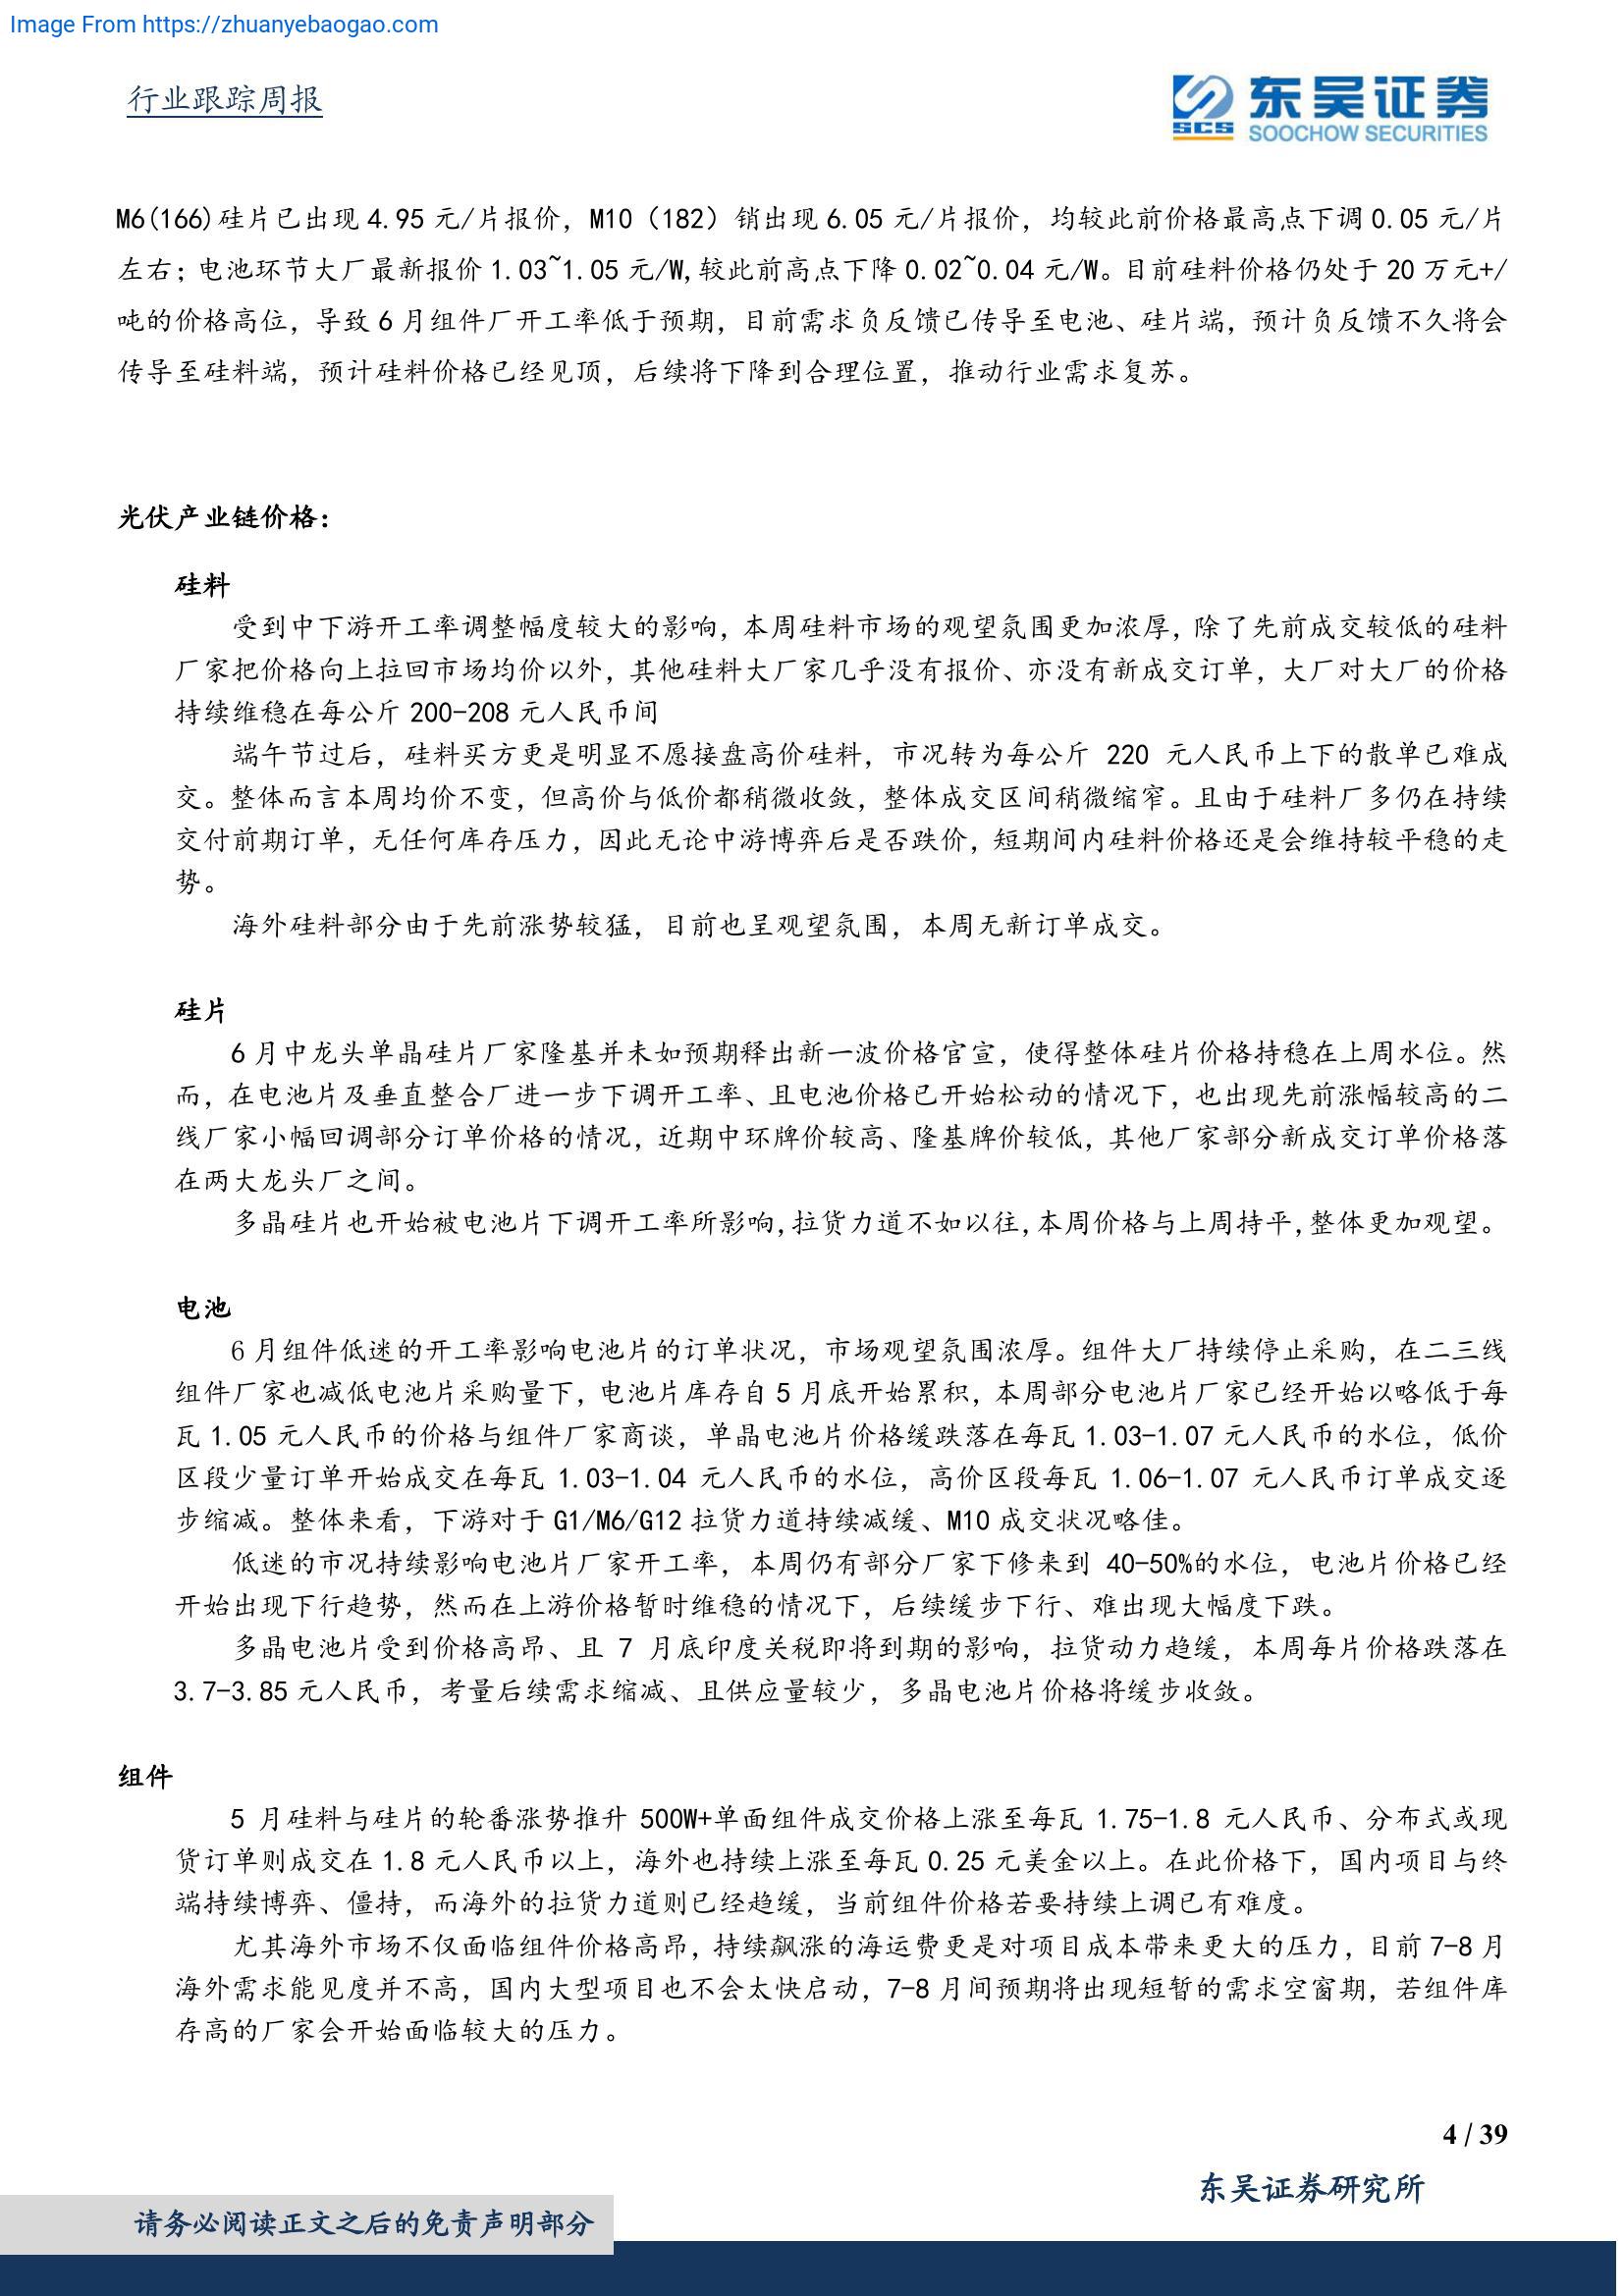 Image From https://zhuanyebaogao.com
行业跟踪周报
SCS 东吴证券
SOOCHOW SECURITIES
M6(166)硅片已出现 4.95 元/片报价，M10（182）销出现 6.05 元/片报价，均较此前价格最高点下调 0.05 元/片
左右；电池环节大厂最新报价 1.03~1.05 元/W,较此前高点下降 0.02~0.04 元/W。目前硅料价格仍处于 20 万元+/
吨的价格高位，导致 6 月组件厂开工率低于预期，目前需求负反馈已传导至电池、硅片端，预计负反馈不久将会
传导至硅料端，预计硅料价格已经见顶，后续将下降到合理位置，推动行业需求复苏。
光伏产业链价格：
硅料
受到中下游开工率调整幅度较大的影响，本周硅料市场的观望氛围更加浓厚，除了先前成交较低的硅料
厂家把价格向上拉回市场均价以外，其他硅料大厂家几乎没有报价、亦没有新成交订单，大厂对大厂的价格
持续维稳在每公斤 200-208 元人民币间
端午节过后，硅料买方更是明显不愿接盘高价硅料，市况转为每公斤 220 元人民币上下的散单已难成
交。整体而言本周均价不变，但高价与低价都稍微收敛，整体成交区间稍微缩窄。且由于硅料厂多仍在持续
交付前期订单，无任何库存压力，因此无论中游博弈后是否跌价，短期间内硅料价格还是会维持较平稳的走
势。
海外硅料部分由于先前涨势较猛，目前也呈观望氛围，本周无新订单成交。
硅片
6 月中龙头单晶硅片厂家隆基并未如预期释出新一波价格官宣，使得整体硅片价格持稳在上周水位。然
而，在电池片及垂直整合厂进一步下调开工率、且电池价格已开始松动的情况下，也出现先前涨幅较高的二
线厂家小幅回调部分订单价格的情况，近期中环牌价较高、隆基牌价较低，其他厂家部分新成交订单价格落
在两大龙头厂之间。
多晶硅片也开始被电池片下调开工率所影响,拉货力道不如以往,本周价格与上周持平,整体更加观望。
电池
6 月组件低迷的开工率影响电池片的订单状况，市场观望氛围浓厚。组件大厂持续停止采购，在二三线
组件厂家也减低电池片采购量下，电池片库存自 5 月底开始累积，本周部分电池片厂家已经开始以略低于每
瓦 1.05 元人民币的价格与组件厂家商谈，单晶电池片价格缓跌落在每瓦 1.03-1.07 元人民币的水位，低价
区段少量订单开始成交在每瓦 1.03-1.04 元人民币的水位，高价区段每瓦 1.06-1.07 元人民币订单成交逐
步缩减。整体来看，下游对于 G1/M6/G12 拉货力道持续减缓、M10 成交状况略佳。
低迷的市况持续影响电池片厂家开工率，本周仍有部分厂家下修来到 40-50%的水位，电池片价格已经
开始出现下行趋势，然而在上游价格暂时维稳的情况下，后续缓步下行、难出现大幅度下跌。
多晶电池片受到价格高昂、且 7 月底印度关税即将到期的影响，拉货动力趋缓，本周每片价格跌落在
3.7-3.85 元人民币，考量后续需求缩减、且供应量较少，多晶电池片价格将缓步收敛。
组件
5 月硅料与硅片的轮番涨势推升 500W+单面组件成交价格上涨至每瓦 1.75-1.8 元人民币、分布式或现
货订单则成交在 1.8 元人民币以上，海外也持续上涨至每瓦 0.25 元美金以上。在此价格下，国内项目与终
端持续博弈、僵持，而海外的拉货力道则已经趋缓，当前组件价格若要持续上调已有难度。
尤其海外市场不仅面临组件价格高昂，持续飙涨的海运费更是对项目成本带来更大的压力，目前 7-8 月
海外需求能见度并不高，国内大型项目也不会太快启动，7-8 月间预期将出现短暂的需求空窗期，若组件库
存高的厂家会开始面临较大的压力。
4 / 39
东吴证券研究所
请务必阅读正文之后的免责声明部分